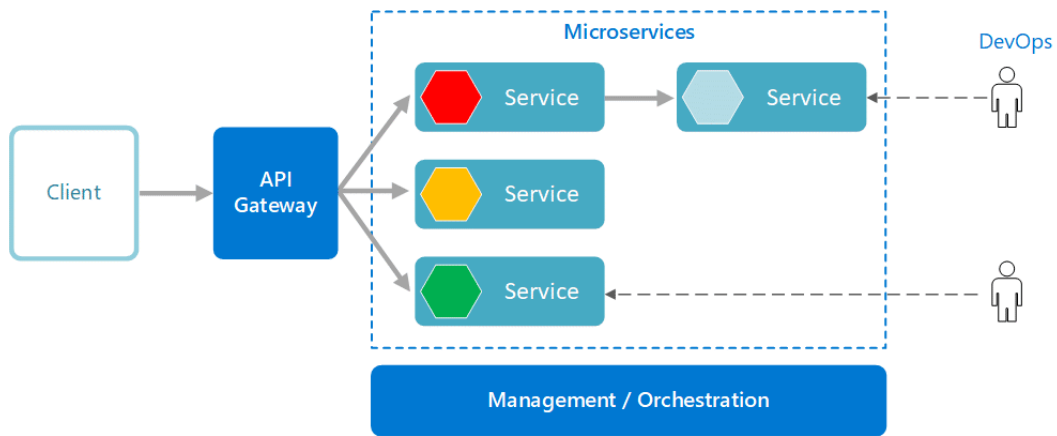 Microservices
DevOps
Service
Service
Client
API
Gateway
Service
Service
Management / Orchestration